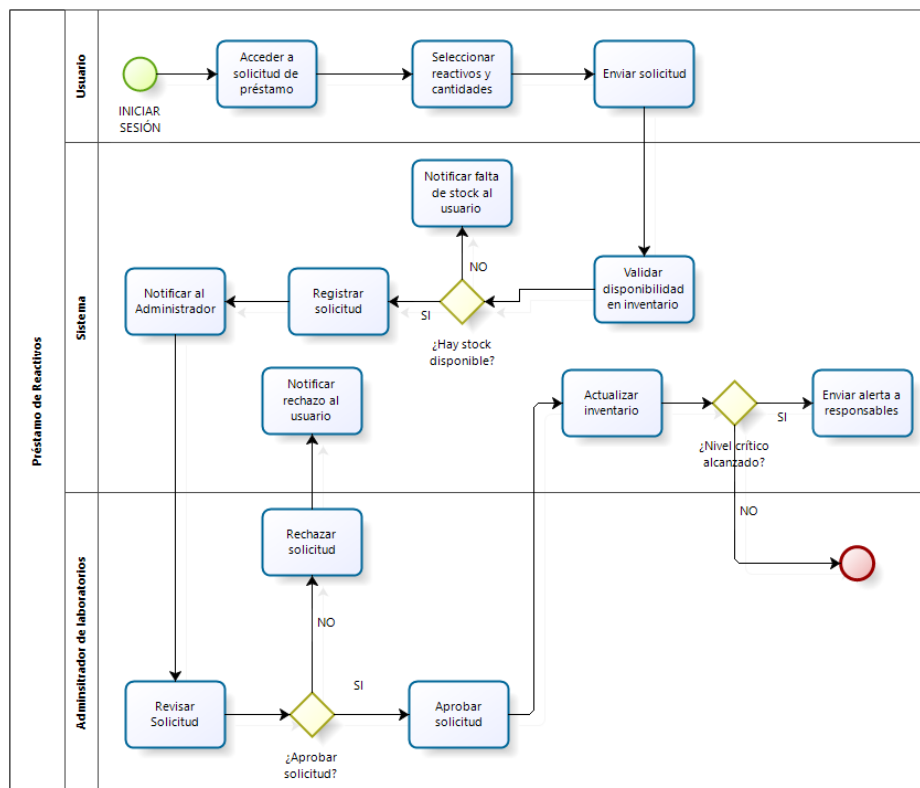 Préstamo de Reactivos
Usuario
INICIAR
SESIÓN
Acceder a
solicitud de
préstamo
Seleccionar
reactivos y
cantidades
Enviar solicitud
Sistema
Notificar falta
de stock al
usuario
NO
Validar
disponibilidad
en inventario
¿Hay stock
disponible?
SI
Registrar
solicitud
Notificar al
Administrador
Notificar
rechazo al
usuario
Actualizar
inventario
¿Nivel crítico
alcanzado?
SI
Enviar alerta a
responsables
NO
Adminsitrador de laboratorios
Rechazar
solicitud
NO
Revisar
Solicitud
¿Aprobar
solicitud?
SI
Aprobar
solicitud